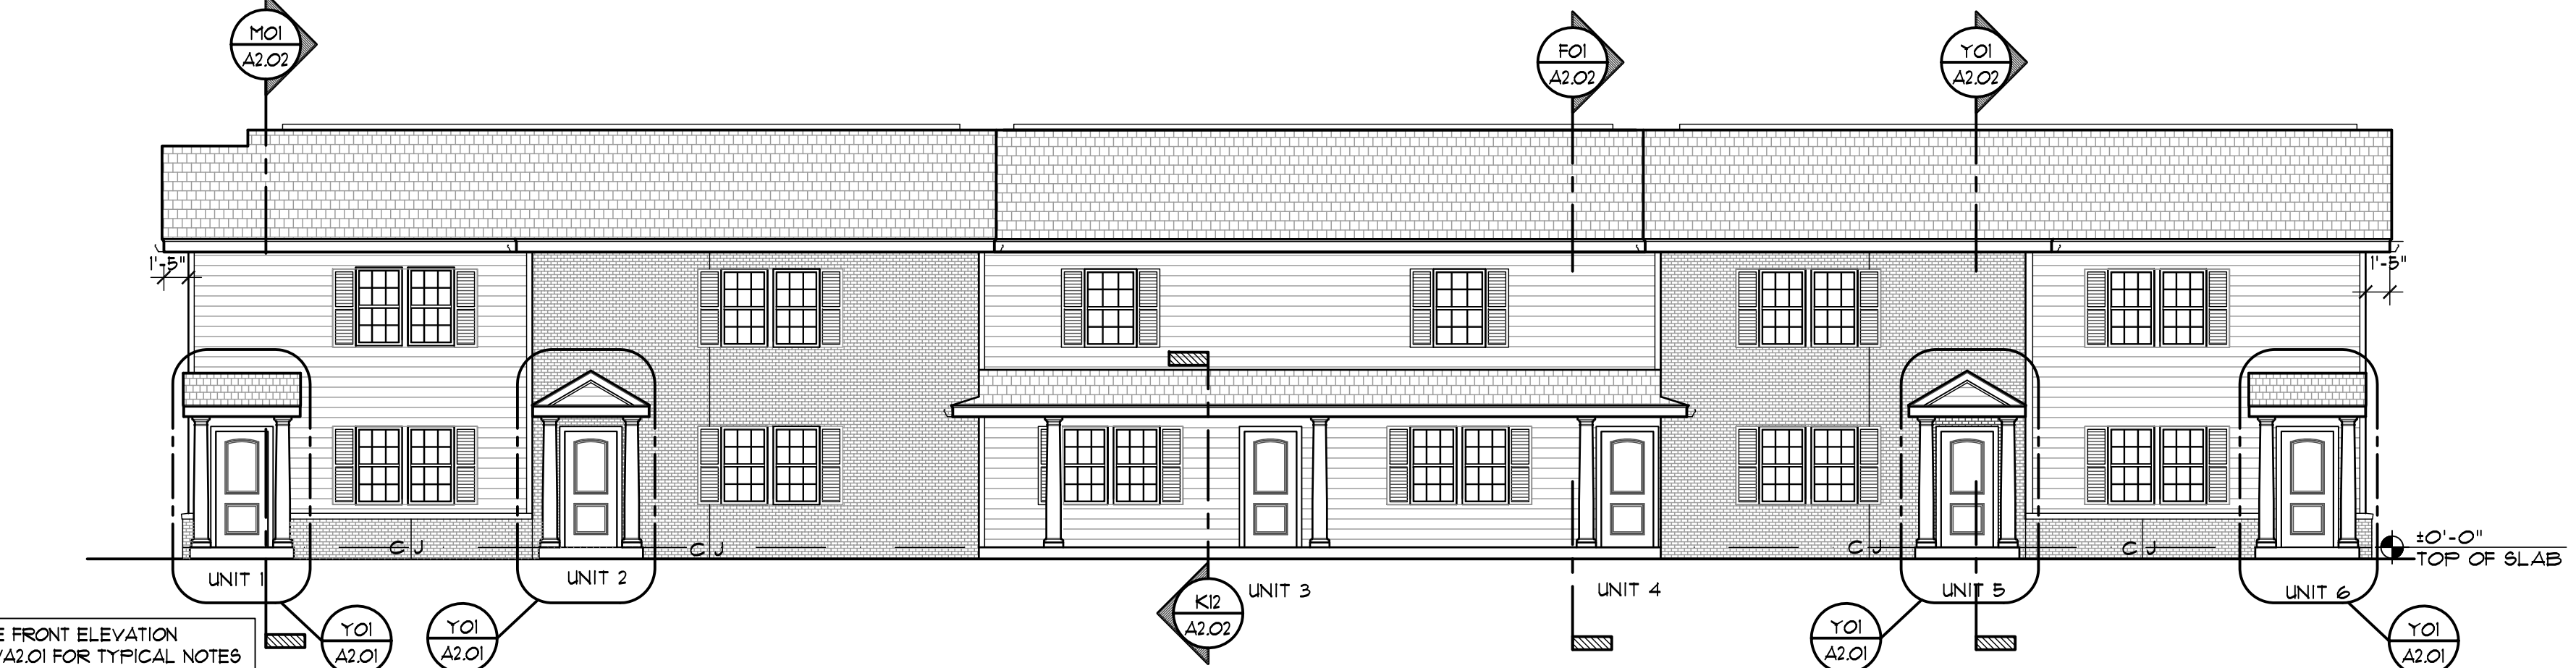 M01
A2.02
F01
A2.02
Y01
A2.02
1'-5"
1'-5"
C J
C J
C J
C J
±0'-0"
TOP OF SLAB
UNIT 1
UNIT 2
UNIT 3
UNIT 4
UNIT 5
UNIT 6
K12
A2.02
E FRONT ELEVATION
/A2.01 FOR TYPICAL NOTES
Y01
A2.01
Y01
A2.01
Y01
A2.01
Y01
A2.01